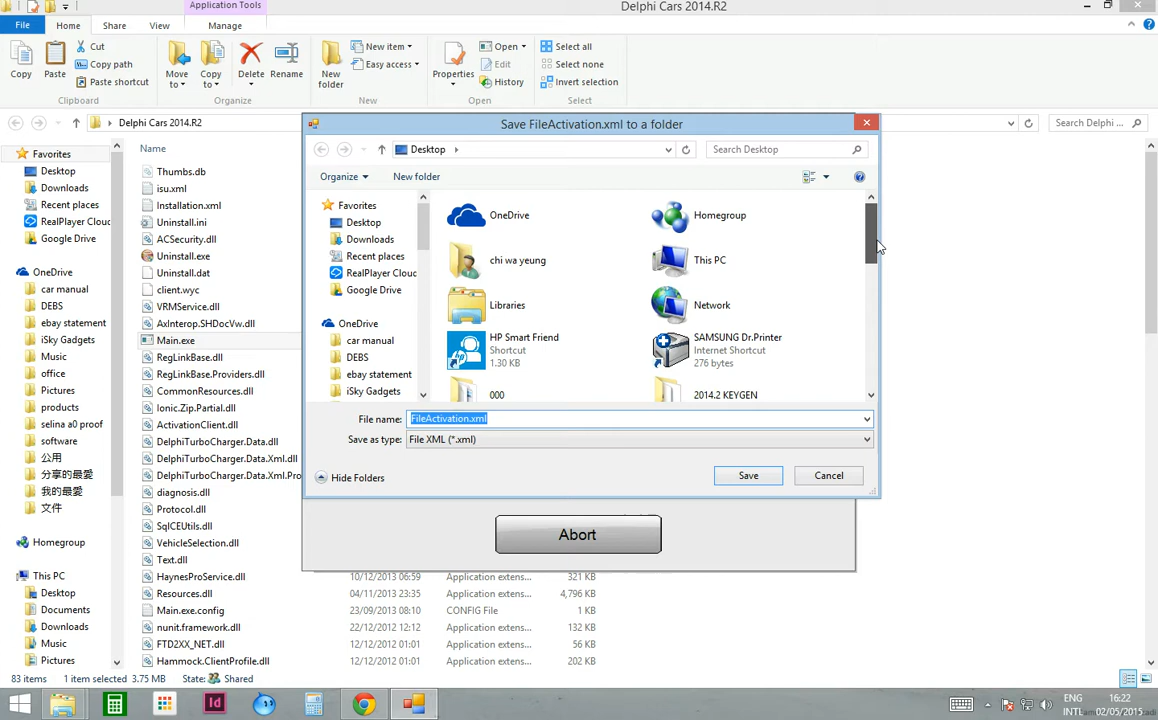 Application Tools
Delphi Cars 2014.R2
File
Home
Share
View
Manage
Copy
Paste
Cut
Copy path
Paste shortcut
Clipboard
Move to
Copy to
Delete
Rename
Organize
New folder
New item
Easy access
New
Properties
Open
Edit
History
Open
Select all
Select none
Invert selection
Select
Delphi Cars 2014.R2
Search Delphi ...
Favorites
Desktop
Downloads
Recent places
RealPlayer Cloud
Google Drive
OneDrive
car manual
DEBS
ebay statement
iSky Gadgets
Music
office
Pictures
products
selina a0 proof
software
公用
分享的最愛
我的最愛
文件
Homegroup
This PC
Desktop
Documents
Downloads
Music
Pictures
Name
Thumbs.db
isu.xml
Installation.xml
Uninstall.ini
ACSecurity.dll
Uninstall.exe
Uninstall.dat
client.wyc
VRMService.dll
AxInterop.SHDocVw.dll
Main.exe
RegLinkBase.dll
RegLinkBase.Providers.dll
CommonResources.dll
Ionic.Zip.Partial.dll
ActivationClient.dll
DelphiTurboCharger.Data.dll
DelphiTurboCharger.Data.Xml.dll
DelphiTurboCharger.Data.Xml.Pro
diagnosis.dll
Protocol.dll
SqlCEUtils.dll
VehicleSelection.dll
Text.dll
HaynesProService.dll 10/12/2013 06:59 Application extens... 321 KB
Resources.dll 04/11/2013 23:35 Application extens... 4,796 KB
Main.exe.config 23/09/2013 08:10 CONFIG File 1 KB
nunit.framework.dll 22/12/2012 12:12 Application extens... 132 KB
FTD2XX_NET.dll 12/12/2012 01:01 Application extens... 56 KB
Hammock.ClientProfile.dll 12/12/2012 01:01 Application extens... 202 KB
Save FileActivation.xml to a folder
Desktop
Search Desktop
Organize
New folder
Favorites
Desktop
Downloads
Recent places
RealPlayer Cloud
Google Drive
OneDrive
car manual
DEBS
ebay statement
iSky Gadgets
OneDrive
Homegroup
chi wa yeung
This PC
Libraries
Network
HP Smart Friend
Shortcut
1.30 KB
SAMSUNG Dr.Printer
Internet Shortcut
276 bytes
000
2014.2 KEYGEN
File name: FileActivation.xml
Save as type: File XML (*.xml)
Hide Folders
Save
Cancel
Abort
83 items
1 item selected 3.75 MB
State: Shared
Id
ENG
INTL
16:22
02/05/2015